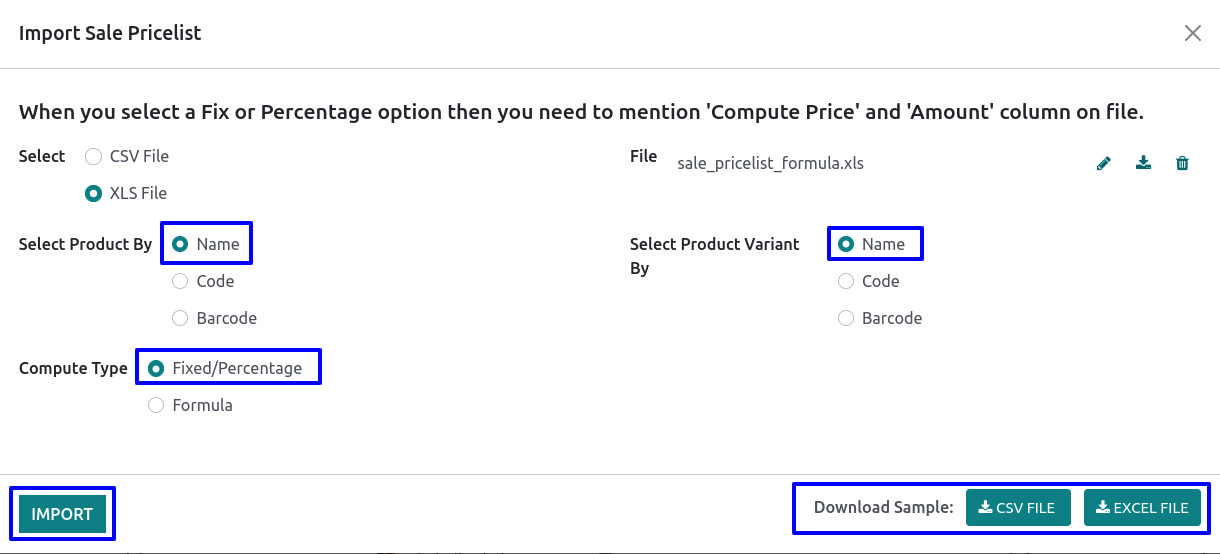 Import Sale Pricelist
When you select a Fix or Percentage option then you need to mention 'Compute Price' and 'Amount' column on file.
Select
CSV File
XLS File
File
sale_pricelist_formula.xls
Select Product By
Name
Code
Barcode
Select Product Variant
By
Name
Code
Barcode
Compute Type
Fixed/Percentage
Formula
IMPORT
Download Sample:
CSV FILE
EXCEL FILE